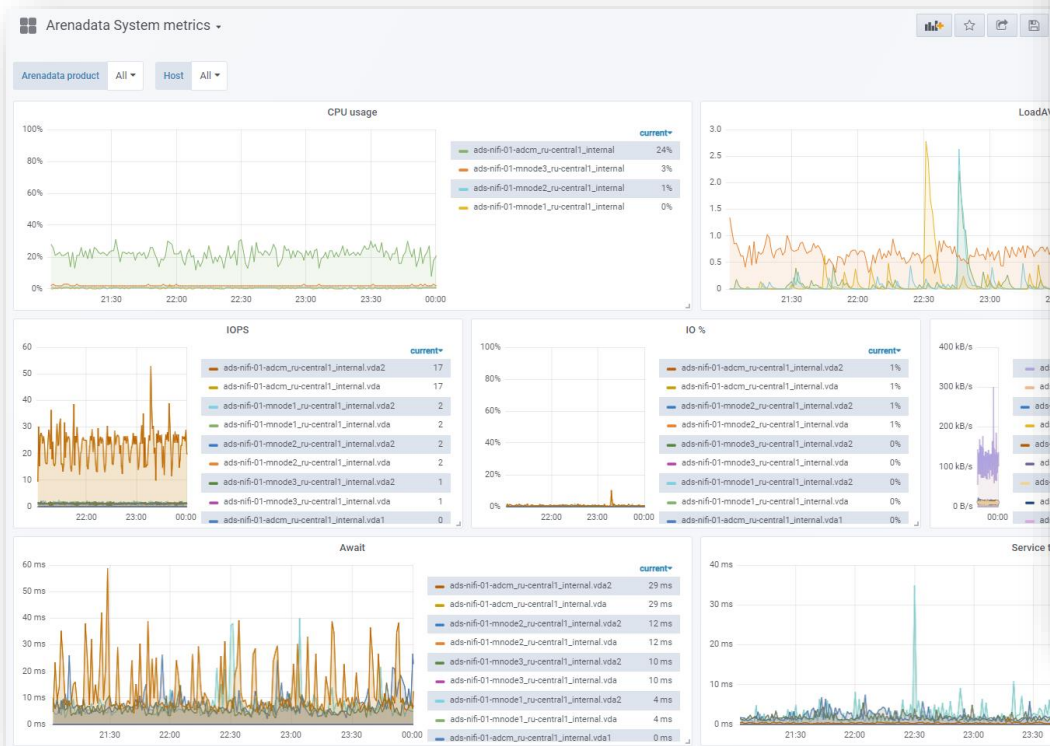 Arenadata System metrics
Arenadata product All Host All
CPU usage
100%
80%
60%
40%
20%
0%
21:30 22:00 22:30 23:00 23:30 00:00
current
ads-nifi-01-adcm_ru-central1_internal 24%
ads-nifi-01-mnode3_ru-central1_internal 3%
ads-nifi-01-mnode2_ru-central1_internal 1%
ads-nifi-01-mnode1_ru-central1_internal 0%
LoadAV
3.0
2.5
2.0
1.5
1.0
0.5
0
21:30 22:00 22:30 23:00 2
IOPS
60
50
40
30
20
10
0
22:00 23:00 00:00
current
ads-nifi-01-adcm_ru-central1_internal.vda2 17
ads-nifi-01-adcm_ru-central1_internal.vda 17
ads-nifi-01-mnode1_ru-central1_internal.vda2 2
ads-nifi-01-mnode1_ru-central1_internal.vda 2
ads-nifi-01-mnode2_ru-central1_internal.vda2 2
ads-nifi-01-mnode2_ru-central1_internal.vda 2
ads-nifi-01-mnode3_ru-central1_internal.vda2 1
ads-nifi-01-mnode3_ru-central1_internal.vda 1
ads-nifi-01-mnode1_ru-central1_internal.vda1 0
IO %
100%
80%
60%
40%
20%
0%
22:00 23:00 00:00
current
ads-nifi-01-adcm_ru-central1_internal.vda2 1%
ads-nifi-01-adcm_ru-central1_internal.vda 1%
ads-nifi-01-mnode2_ru-central1_internal.vda2 1%
ads-nifi-01-mnode2_ru-central1_internal.vda 1%
ads-nifi-01-mnode3_ru-central1_internal.vda2 0%
ads-nifi-01-mnode3_ru-central1_internal.vda 0%
ads-nifi-01-mnode1_ru-central1_internal.vda2 0%
ads-nifi-01-mnode1_ru-central1_internal.vda 0%
ads-nifi-01-mnode1_ru-central1_internal.vda1 0%
400 kB/s
300 kB/s
200 kB/s
100 kB/s
0 B/s
00:00
Await
60 ms
50 ms
40 ms
30 ms
20 ms
10 ms
0 ms
21:30 22:00 22:30 23:00 23:30 00:00
current
ads-nifi-01-adcm_ru-central1_internal.vda2 29 ms
ads-nifi-01-adcm_ru-central1_internal.vda 29 ms
ads-nifi-01-mnode2_ru-central1_internal.vda2 12 ms
ads-nifi-01-mnode2_ru-central1_internal.vda 12 ms
ads-nifi-01-mnode3_ru-central1_internal.vda2 10 ms
ads-nifi-01-mnode3_ru-central1_internal.vda 10 ms
ads-nifi-01-mnode1_ru-central1_internal.vda2 4 ms
ads-nifi-01-mnode1_ru-central1_internal.vda 4 ms
ads-nifi-01-mnode1_ru-central1_internal.vda1 0 ms
Service t
40 ms
30 ms
20 ms
10 ms
0 ms
21:30 22:00 22:30 23:00 23:30